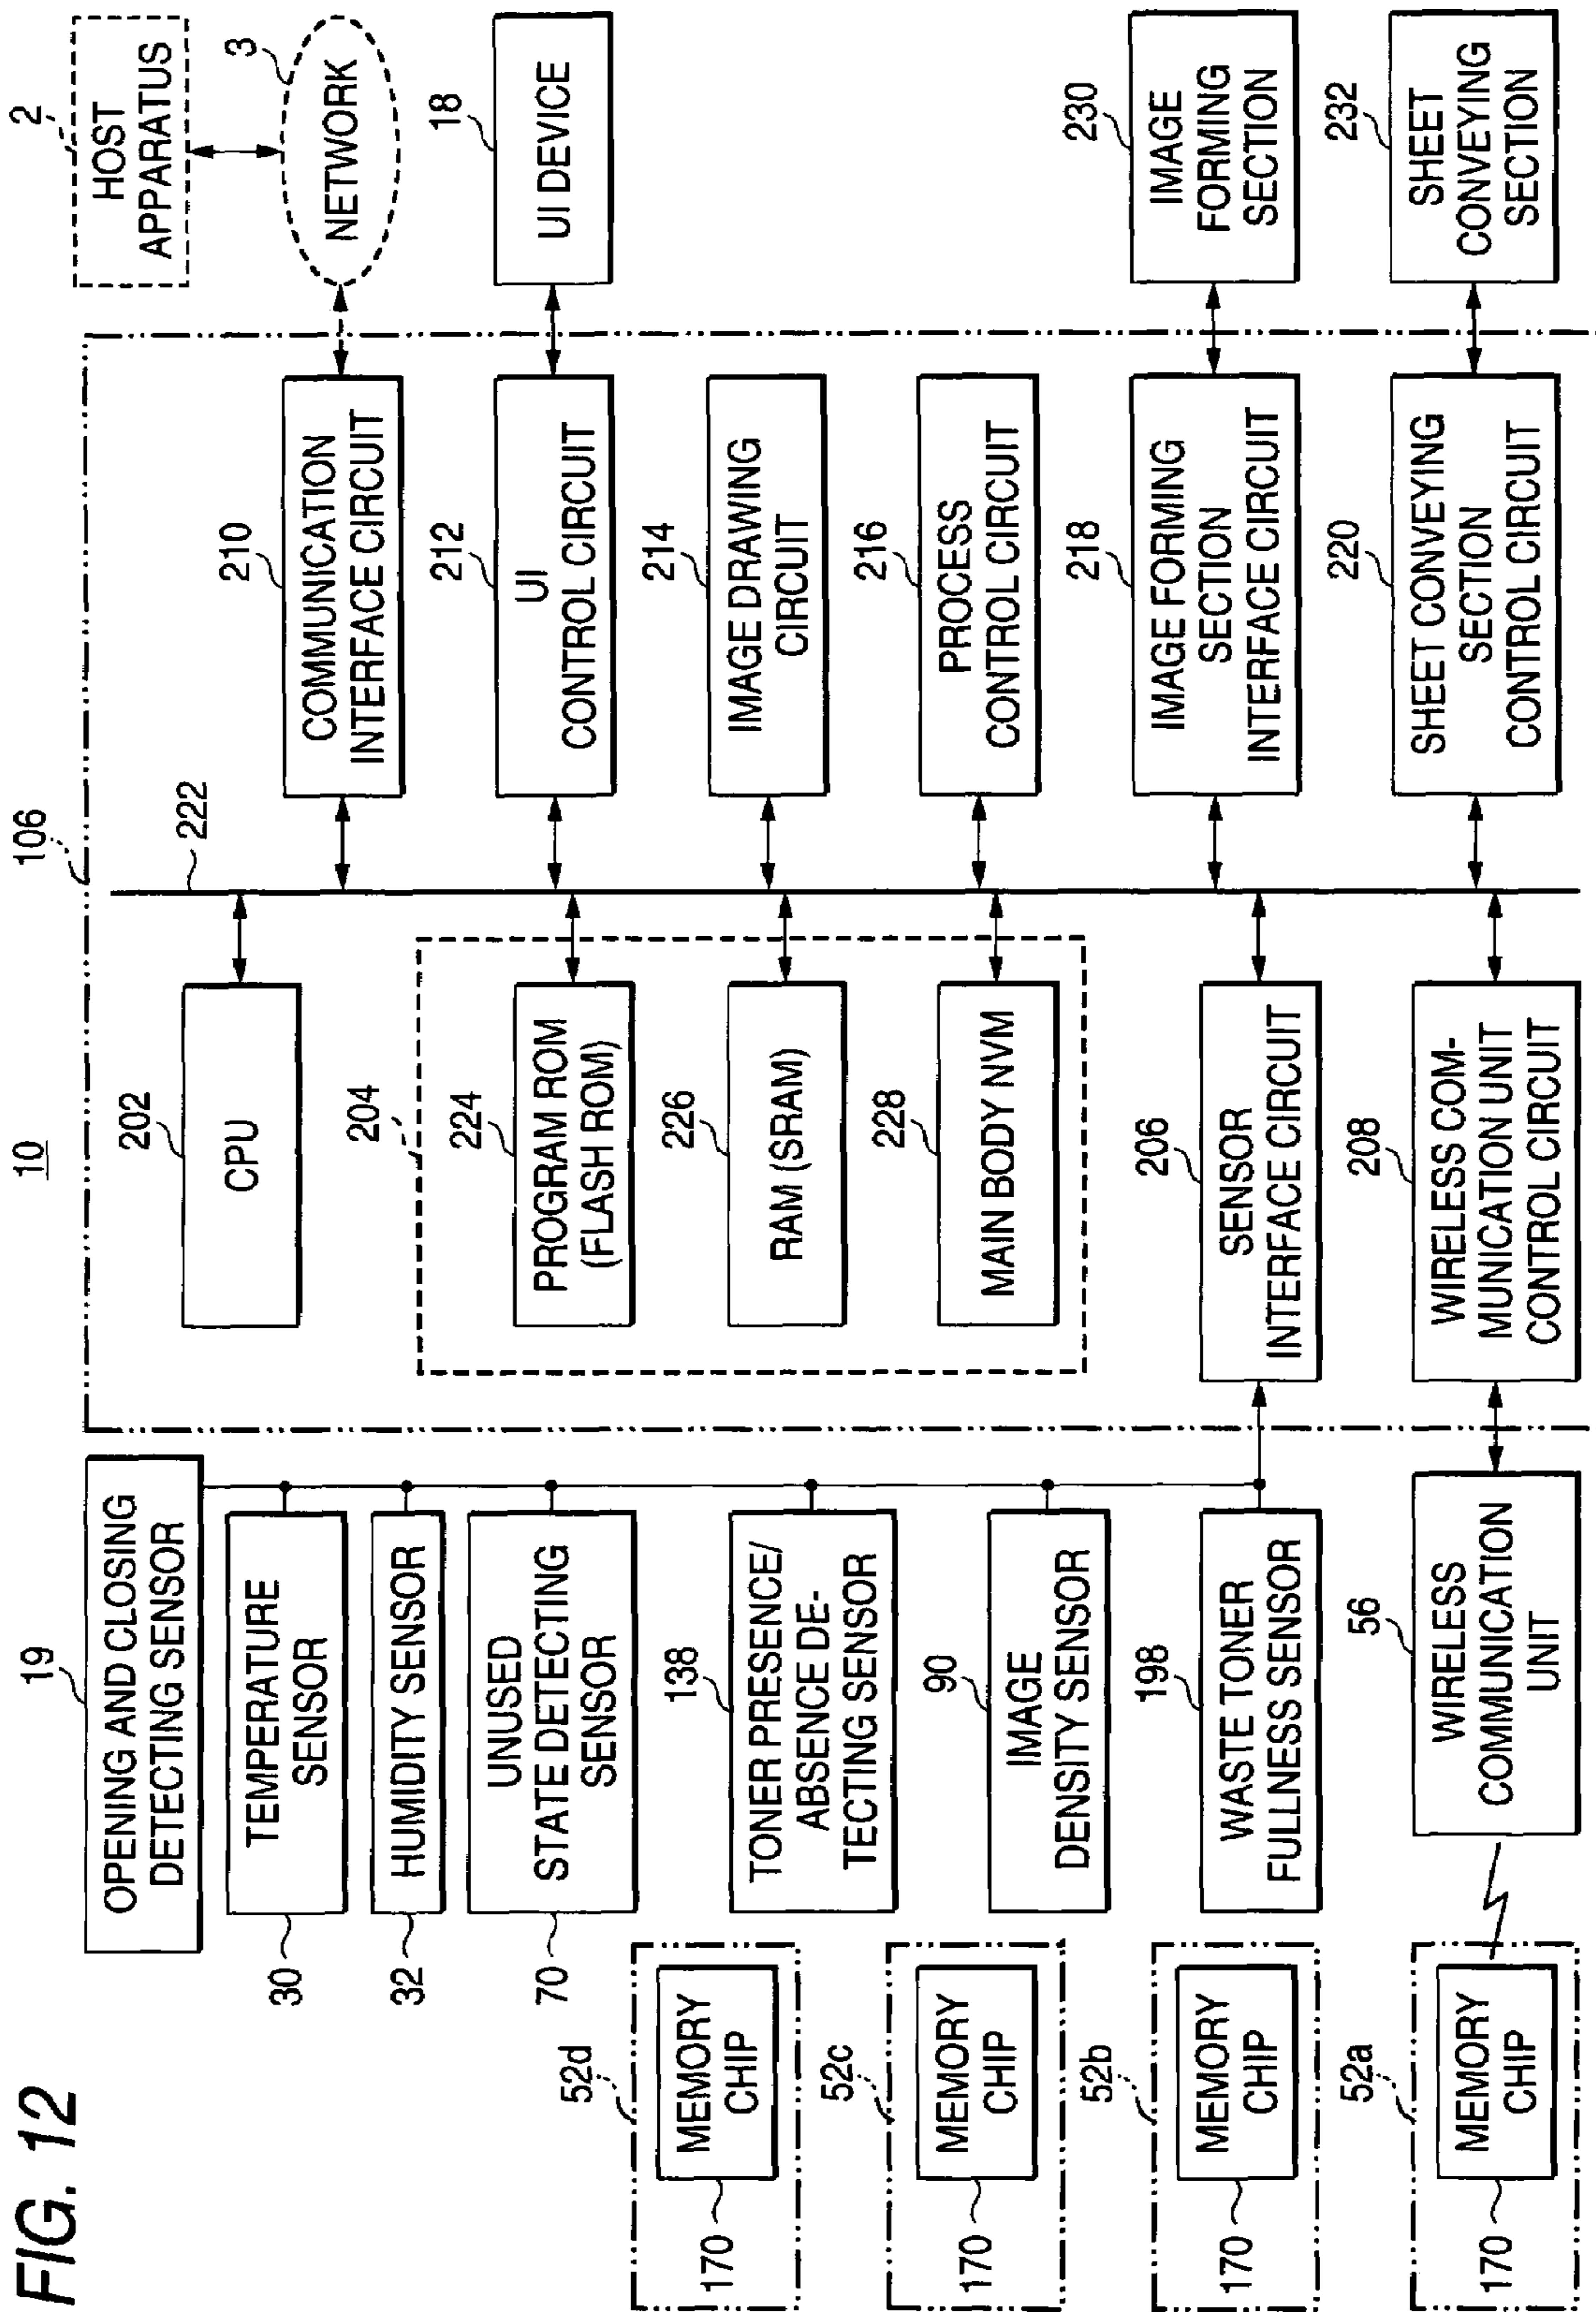 FIG. 12
10
106
2
HOST
APPARATUS
3
NETWORK
18
UI DEVICE
230
IMAGE
FORMING
SECTION
232
SHEET
CONVEYING
SECTION
210
COMMUNICATION
INTERFACE CIRCUIT
212
UI
CONTROL CIRCUIT
214
IMAGE DRAWING
CIRCUIT
216
PROCESS
CONTROL CIRCUIT
218
IMAGE FORMING
SECTION
INTERFACE CIRCUIT
220
SHEET CONVEYING
SECTION
CONTROL CIRCUIT
222
202
CPU
204
224
PROGRAM ROM
(FLASH ROM)
226
RAM (SRAM)
228
MAIN BODY NVM
206
SENSOR
INTERFACE CIRCUIT
208
WIRELESS COM-
MUNICATION UNIT
CONTROL CIRCUIT
19
OPENING AND CLOSING
DETECTING SENSOR
TEMPERATURE
SENSOR
30
HUMIDITY SENSOR
32
UNUSED
STATE DETECTING
SENSOR
70
138
TONER PRESENCE/
ABSENCE DE-
TECTING SENSOR
90
IMAGE
DENSITY SENSOR
198
WASTE TONER
FULLNESS SENSOR
56
WIRELESS
COMMUNICATION
UNIT
52d
MEMORY
CHIP
170
52c
MEMORY
CHIP
170
52b
MEMORY
CHIP
170
52a
MEMORY
CHIP
170